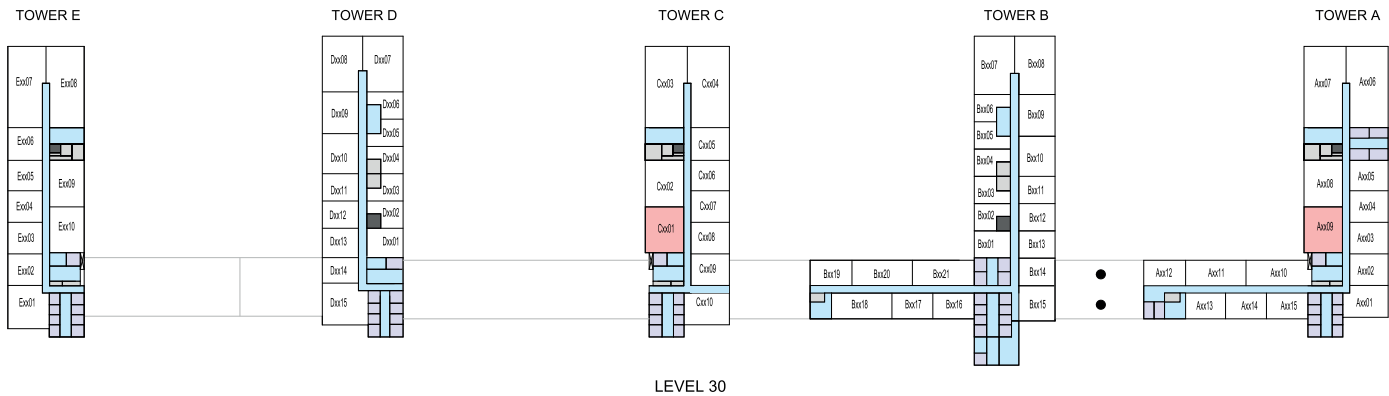 TOWER E TOWER D TOWER C TOWER B TOWER A
Exx07 Exx08
Exx06
Exx05 Exx09
Exx04
Exx03 Exx10
Exx02
Exx01
Dxx08 Dxx07
Dxx09 Dxx06
Dxx05
Dxx10 Dxx04
Dxx11 Dxx03
Dxx12 Dxx02
Dxx13 Dxx01
Dxx14
Dxx15
Cxx03 Cxx04
Cxx05
Cxx02 Cxx06
Cxx07
Cxx01 Cxx08
Cxx09
Cxx10
Bxx07 Bxx08
Bxx06 Bxx09
Bxx05
Bxx04 Bxx10
Bxx03 Bxx11
Bxx02 Bxx12
Bxx01 Bxx13
Bxx19 Bxx20 Bxx21 Bxx14
Bxx18 Bxx17 Bxx16 Bxx15
Axx07 Axx06
Axx08 Axx05
Axx04
Axx09 Axx03
Axx12 Axx11 Axx10 Axx02
Axx13 Axx14 Axx15 Axx01
LEVEL 30